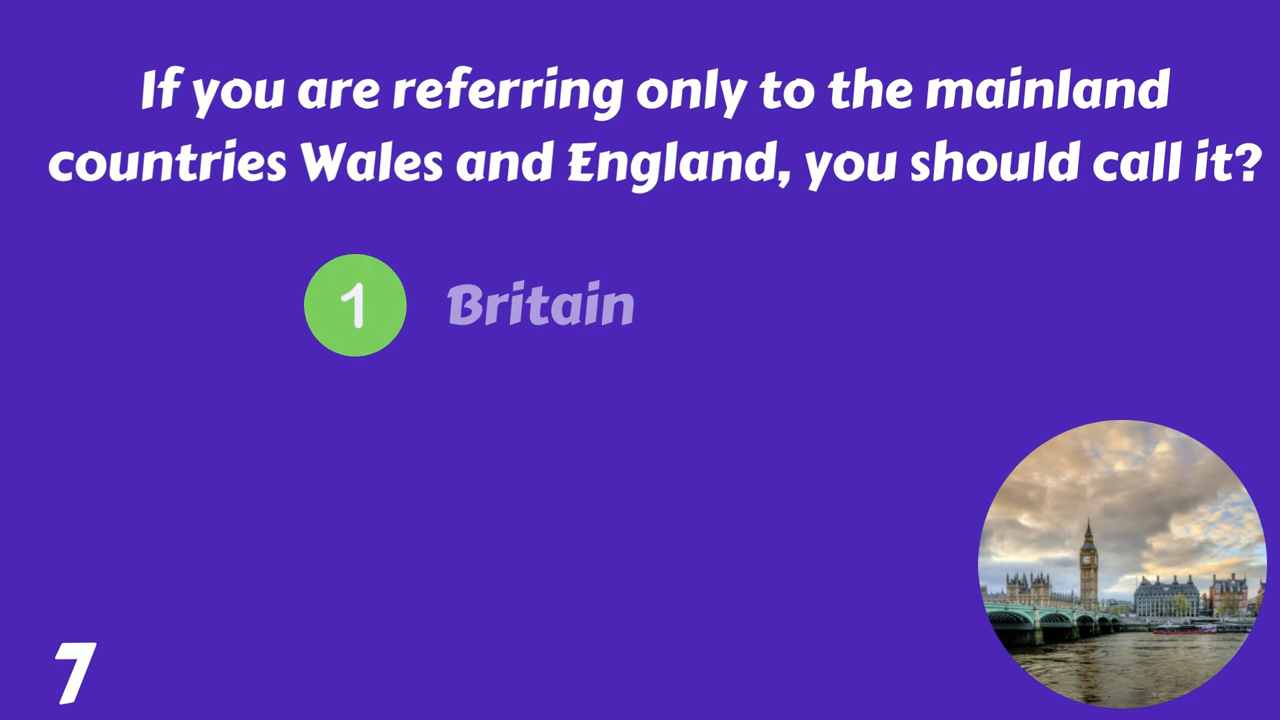 If you are referring only to the mainland
countries Wales and England, you should call it?
1 Britain
7